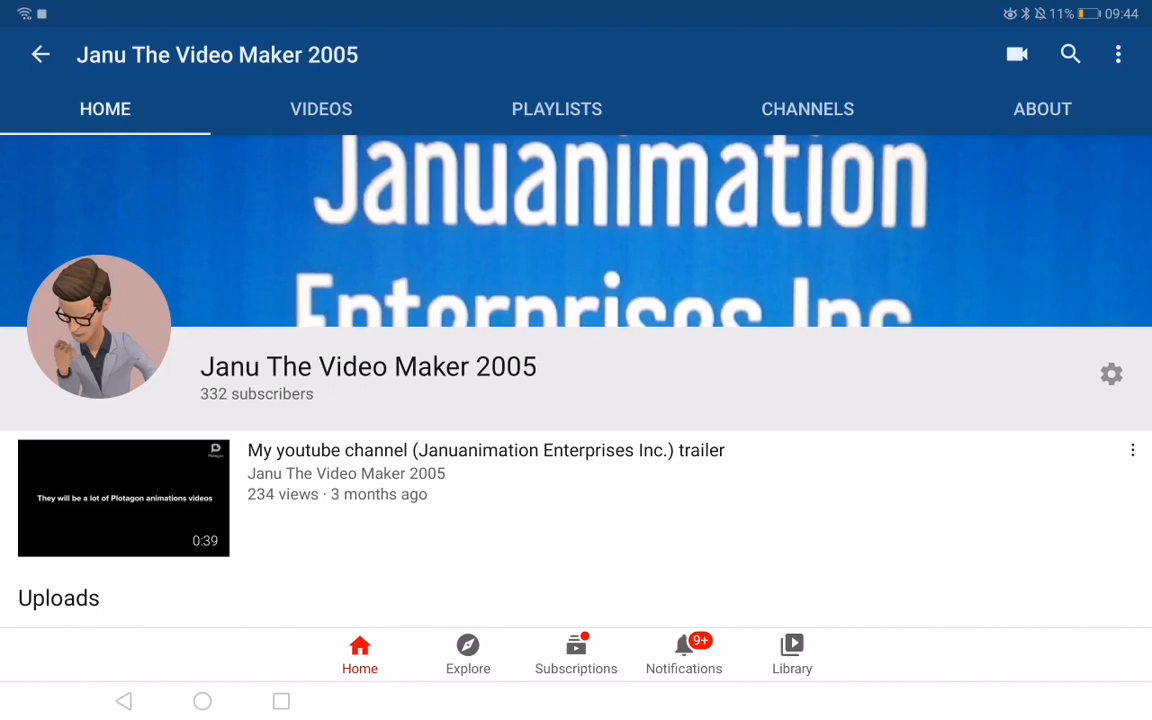 11% 09:44
Janu The Video Maker 2005
HOME VIDEOS PLAYLISTS CHANNELS ABOUT
Januanimation
Enterprises Inc
Janu The Video Maker 2005
332 subscribers
My youtube channel (Januanimation Enterprises Inc.) trailer
Janu The Video Maker 2005
234 views · 3 months ago
Plotagon
They will be a lot of Plotagon animations videos
0:39
Uploads
9+
Home Explore Subscriptions Notifications Library